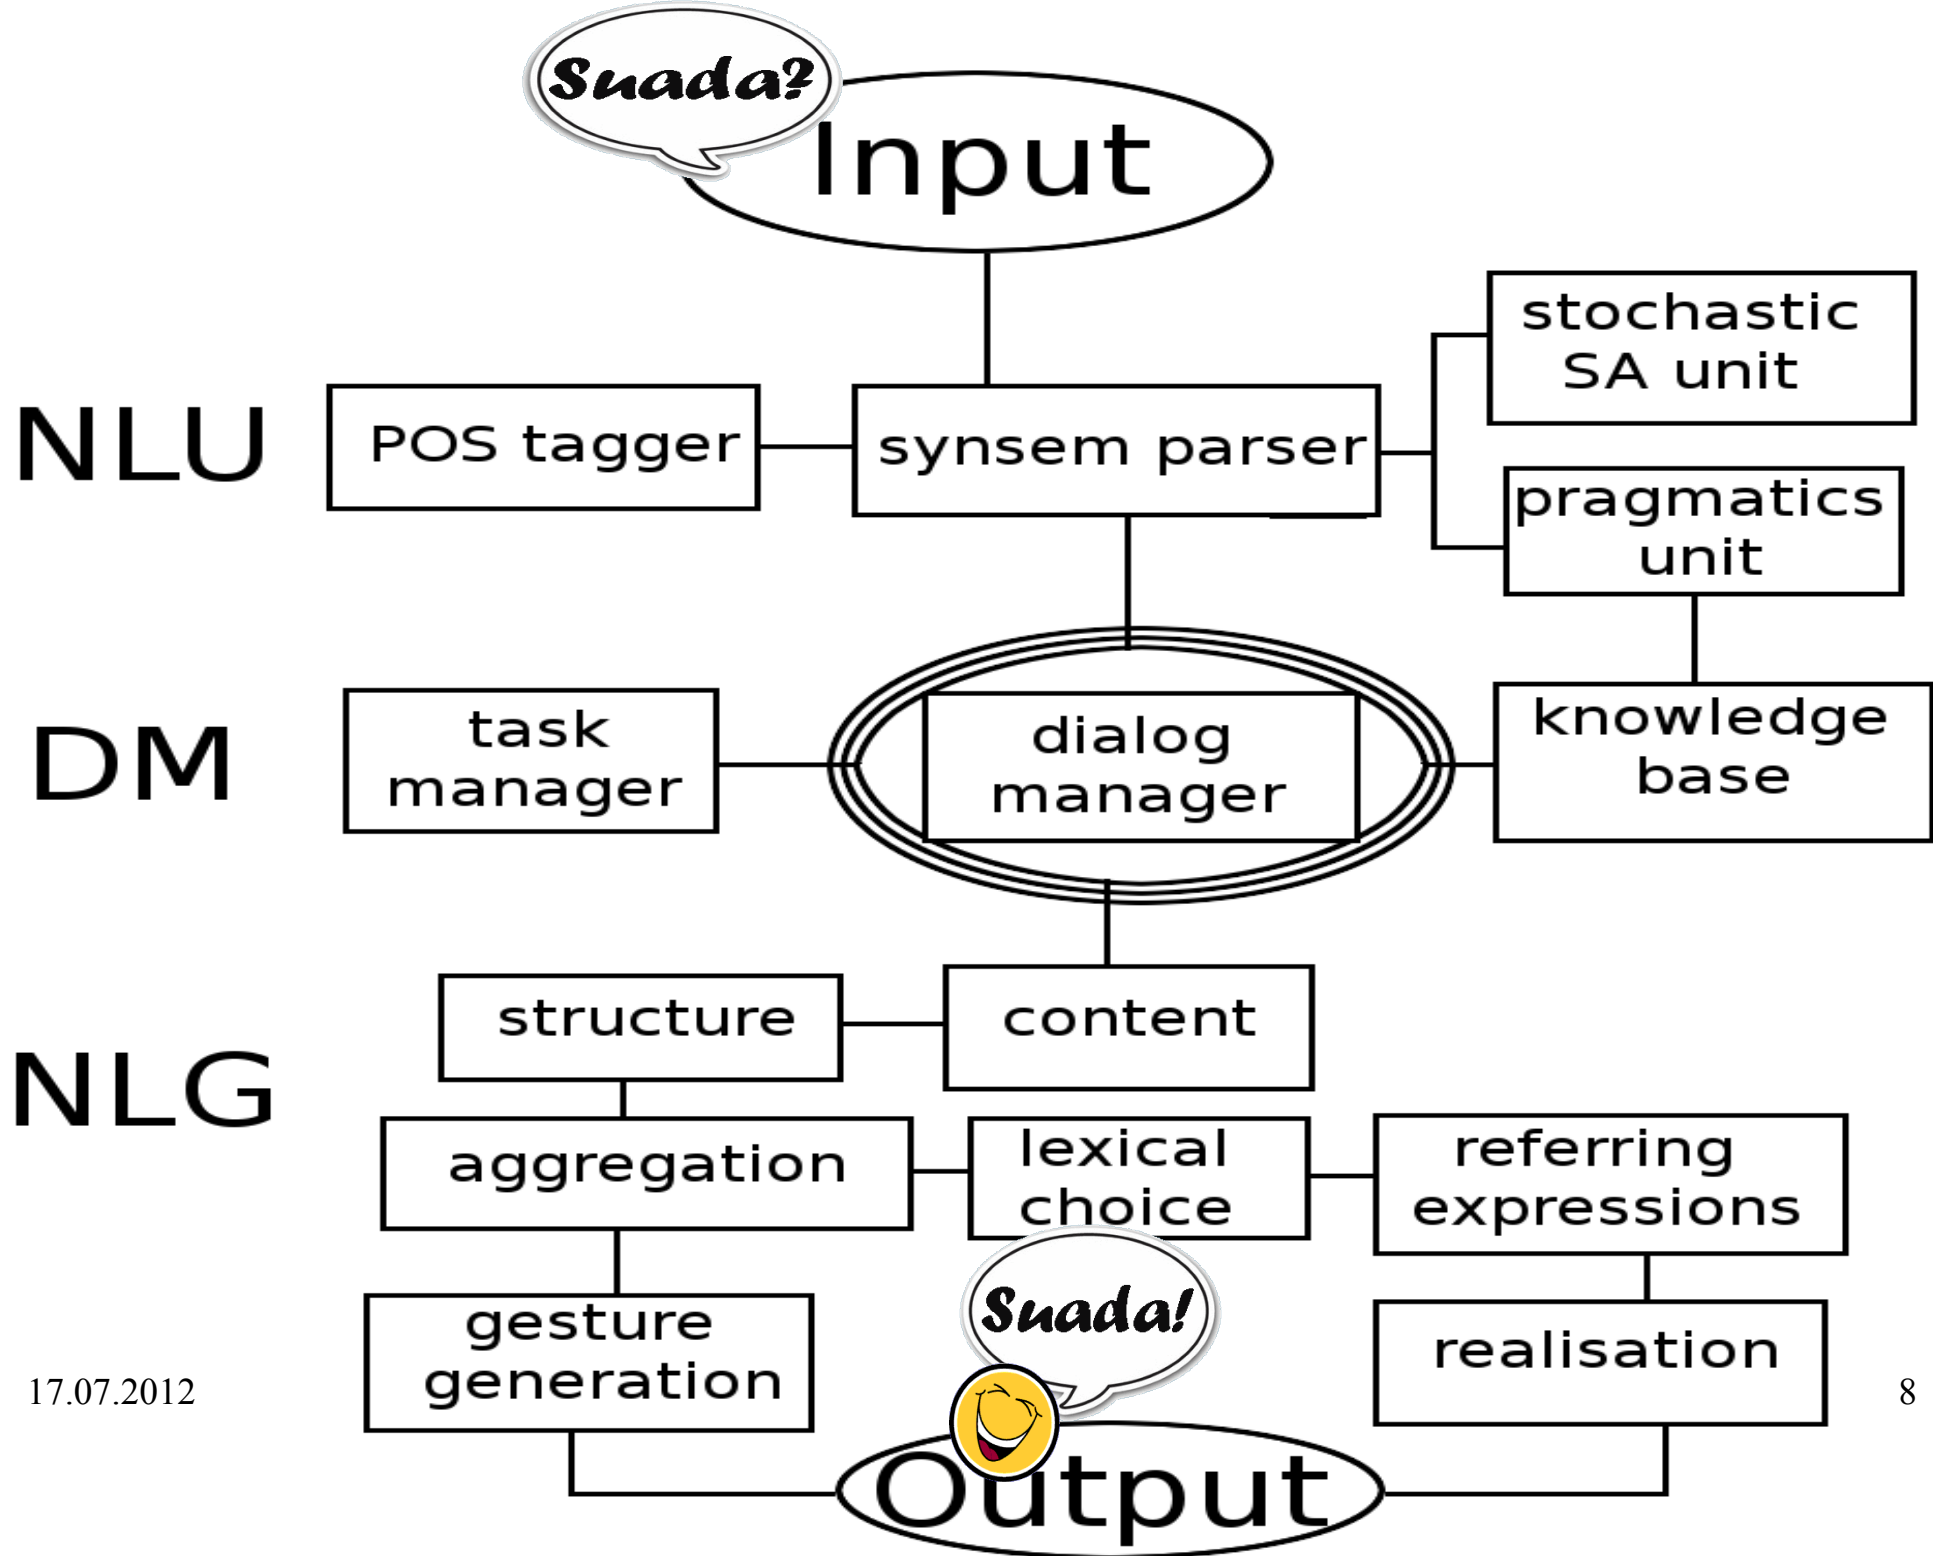 Suada?
Input
NLU
POS tagger
synsem parser
stochastic
SA unit
pragmatics
unit
DM
task
manager
dialog
manager
knowledge
base
NLG
structure
content
aggregation
lexical
choice
referring
expressions
gesture
generation
Suada!
realisation
Output
17.07.2012
8